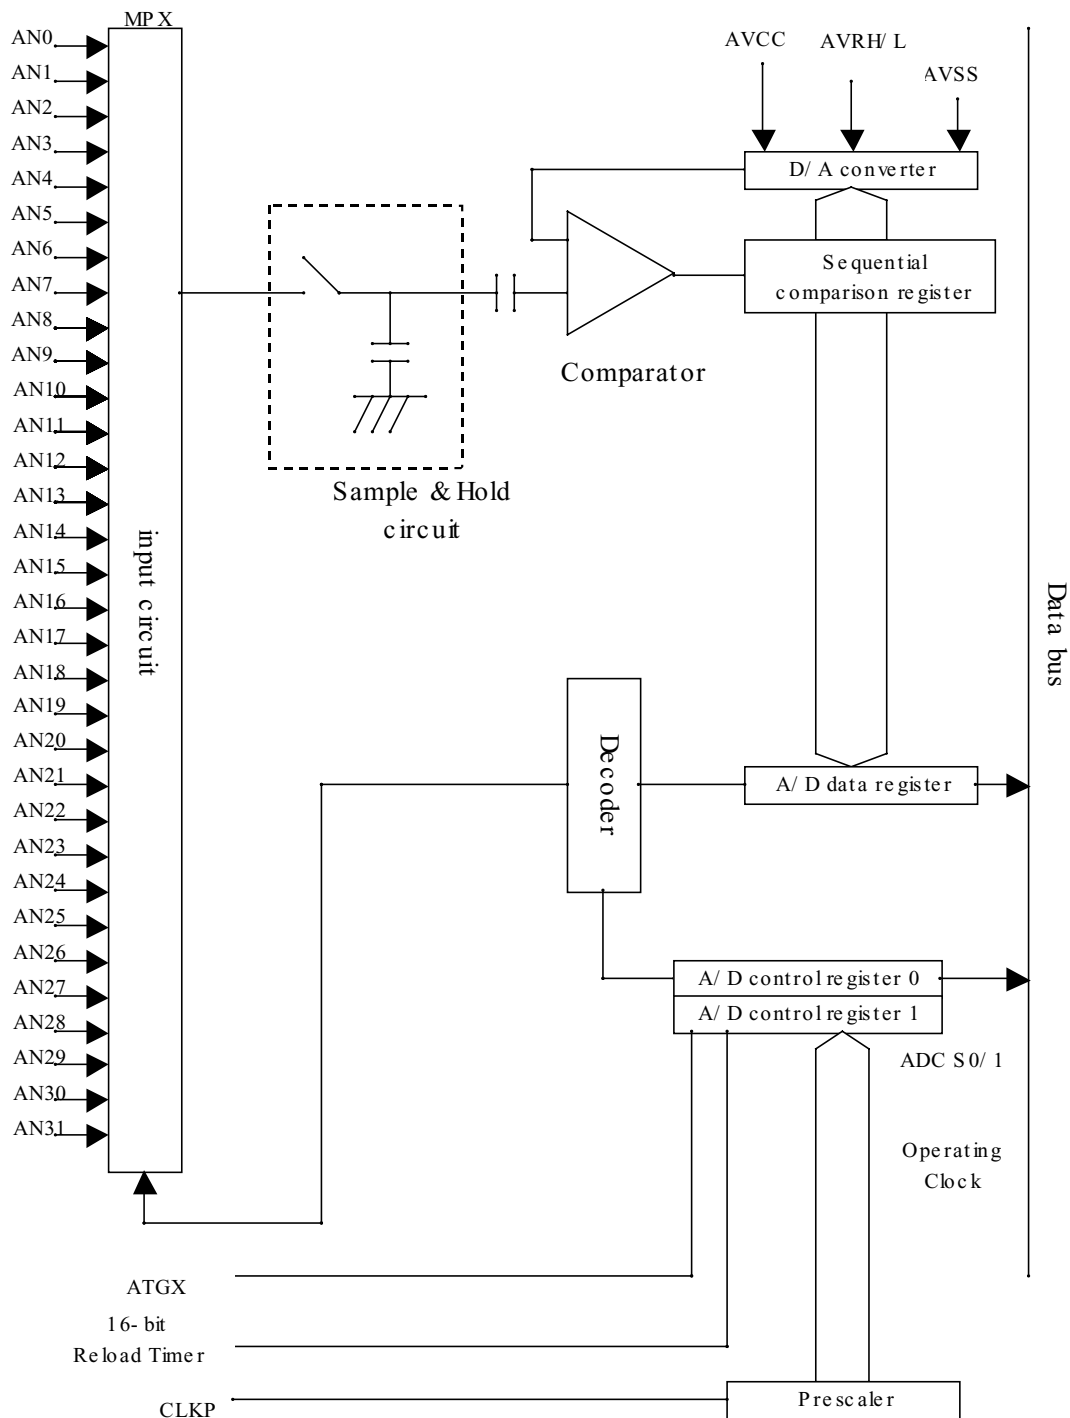 MPX
AN0
AN1
AN2
AN3
AN4
AN5
AN6
AN7
AN8
AN9
AN10
AN11
AN12
AN13
AN14
AN15
AN16
AN17
AN18
AN19
AN20
AN21
AN22
AN23
AN24
AN25
AN26
AN27
AN28
AN29
AN30
AN31
input circuit
Sample & Hold
circuit
Comparator
AVCC
AVRH/L
AVSS
D/A converter
Sequential
comparison register
Data bus
Decoder
A/D data register
A/D control register 0
A/D control register 1
ADCS0/1
Operating
Clock
ATGX
16-bit
Reload Timer
CLKP
Prescaler